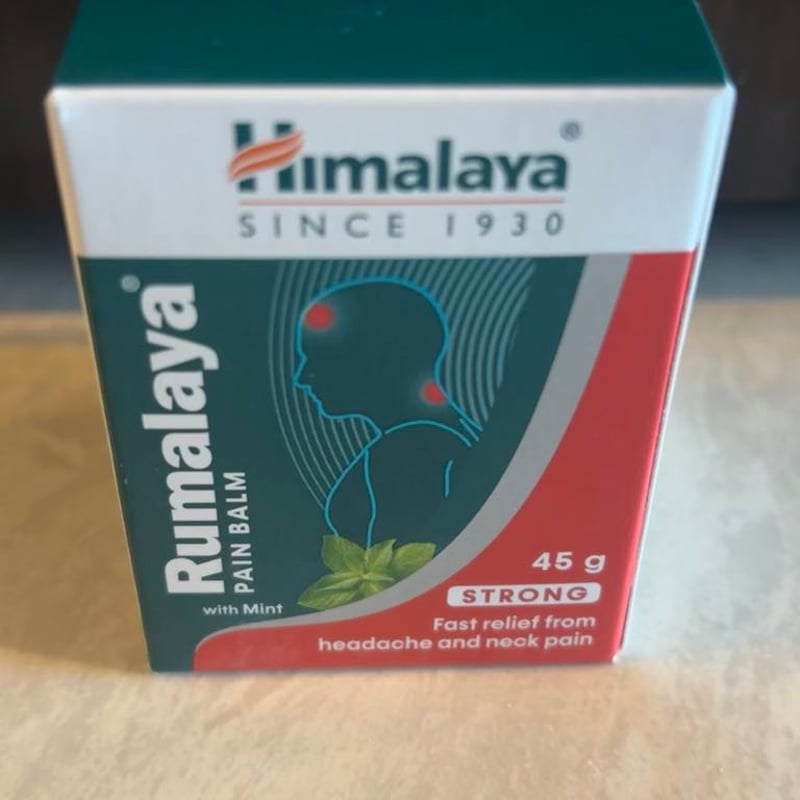 Himalaya®
SINCE 1930
Rumalaya®
PAIN BALM
with Mint
45 g
STRONG
Fast relief from
headache and neck pain